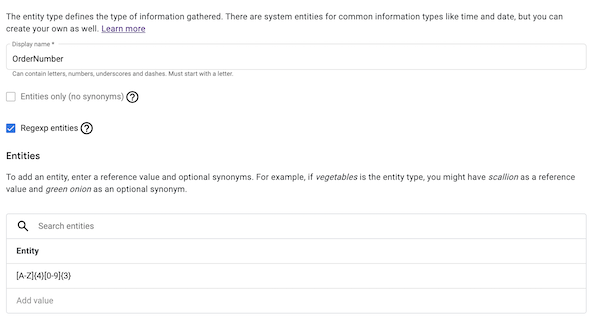 The entity type defines the type of information gathered. There are system entities for common information types like time and date, but you can
create your own as well. Learn more
Display name *
OrderNumber
Can contain letters, numbers, underscores and dashes. Must start with a letter.
Entities only (no synonyms) ?
Regexp entities ?
Entities
To add an entity, enter a reference value and optional synonyms. For example, if vegetables is the entity type, you might have scallion as a reference
value and green onion as an optional synonym.
Search entities
Entity
[A-Z]{4}[0-9]{3}
Add value